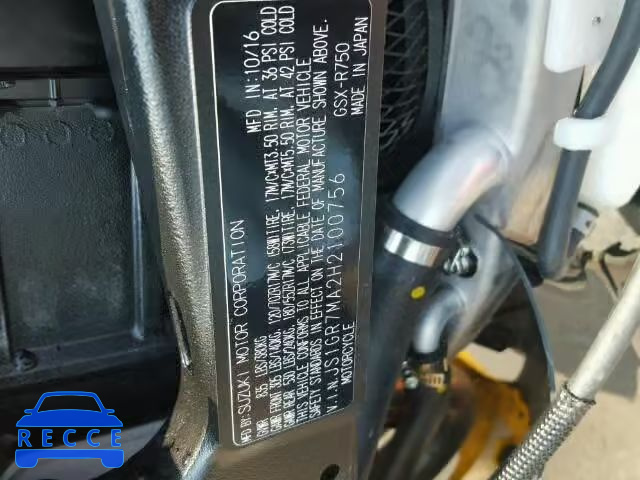 MFD BY SUZUKI MOTOR CORPORATION MFD IN:10/16
GVWR 835 LBS(380KG)
GAWR FRONT 305 LBS(140KG), 120/70ZR17M/C (58W)TIRE, 17M/C×MT3.50 RIM, AT 36 PSI COLD
GAWR REAR 530 LBS(240KG), 180/55ZR17M/C (73W)TIRE, 17M/C×MT5.50 RIM, AT 42 PSI COLD
THIS VEHICLE CONFORMS TO ALL APPLICABLE FEDERAL MOTOR VEHICLE
SAFETY STANDARDS IN EFFECT ON THE DATE OF MANUFACTURE SHOWN ABOVE.
V.I.N.JS1GR7MA2H2100756 GSX-R750
MOTORCYCLE MADE IN JAPAN
RECCE